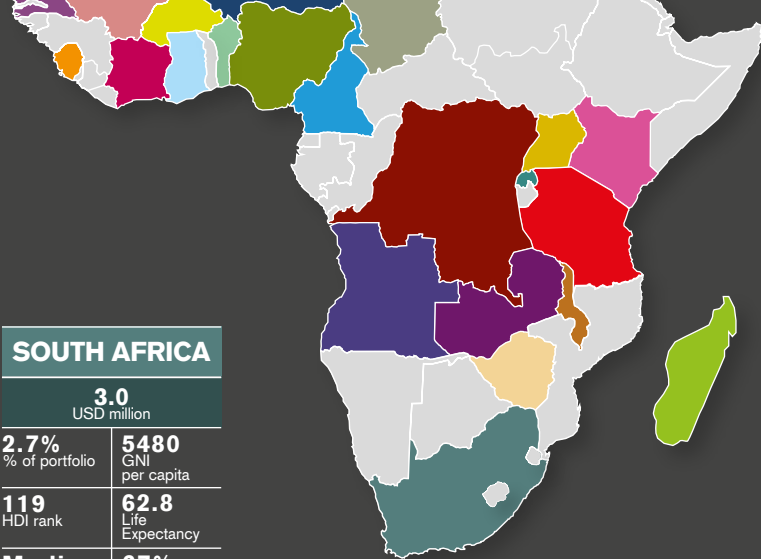 SOUTH AFRICA
3.0
USD million
2.7%
% of portfolio
5480
GNI
per capita
119
HDI rank
62.8
Life
Expectancy